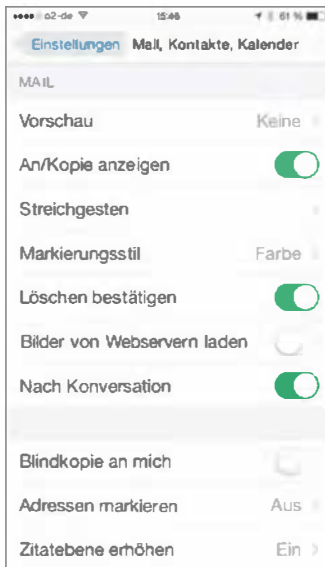 o2-de 15:46 61 %
Einstellungen Mail, Kontakte, Kalender
MAIL
Vorschau Keine
An/Kopie anzeigen
Streichgesten
Markierungsstil Farbe
Löschen bestätigen
Bilder von Webservern laden
Nach Konversation
Blindkopie an mich
Adressen markieren Aus
Zitatebene erhöhen Ein